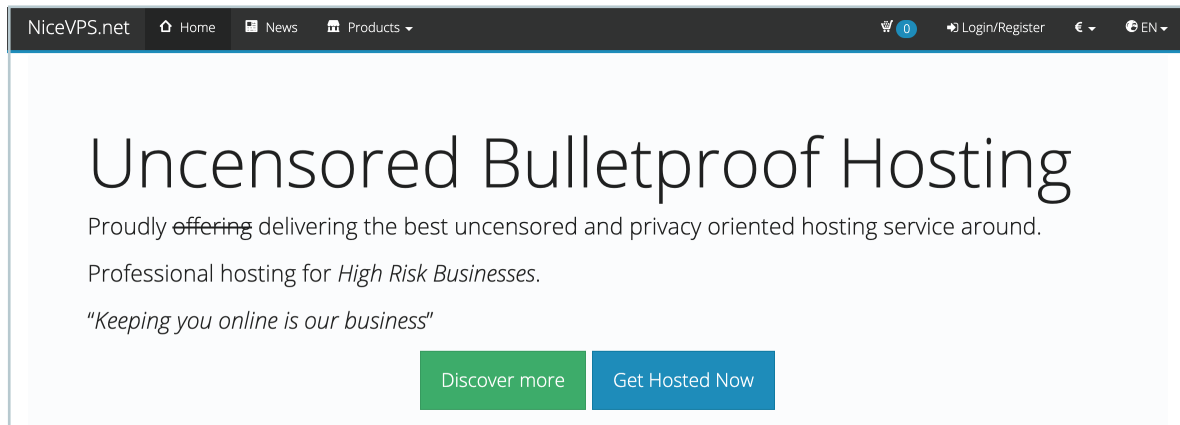 NiceVPS.net Home News Products 0 Login/Register € EN
Uncensored Bulletproof Hosting
Proudly offering delivering the best uncensored and privacy oriented hosting service around.
Professional hosting for High Risk Businesses.
“Keeping you online is our business”
Discover more Get Hosted Now